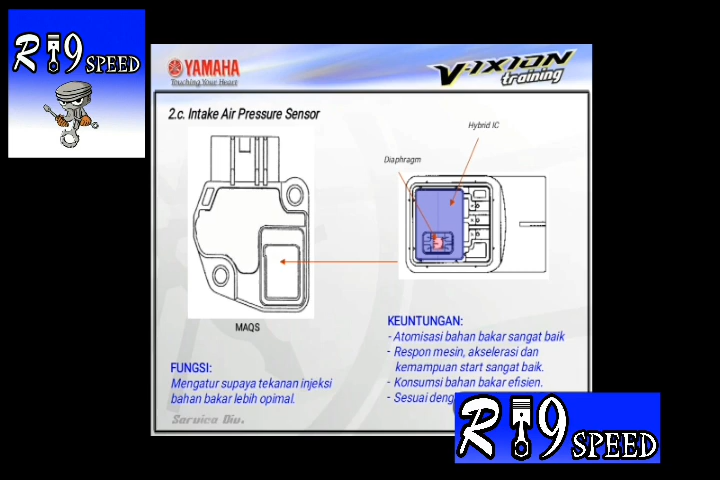 R 19 SPEED
YAMAHA
Touching Your Heart
V-IXION
training
2.c. Intake Air Pressure Sensor
Hybrid IC
Diaphragm
MAQS
KEUNTUNGAN:
- Atomisasi bahan bakar sangat baik
- Respon mesin, akselerasi dan
kemampuan start sangat baik.
- Konsumsi bahan bakar efisien.
- Sesuai deng
FUNGSI:
Mengatur supaya tekanan injeksi
bahan bakar lebih opimal.
Service Div.
R 19 SPEED